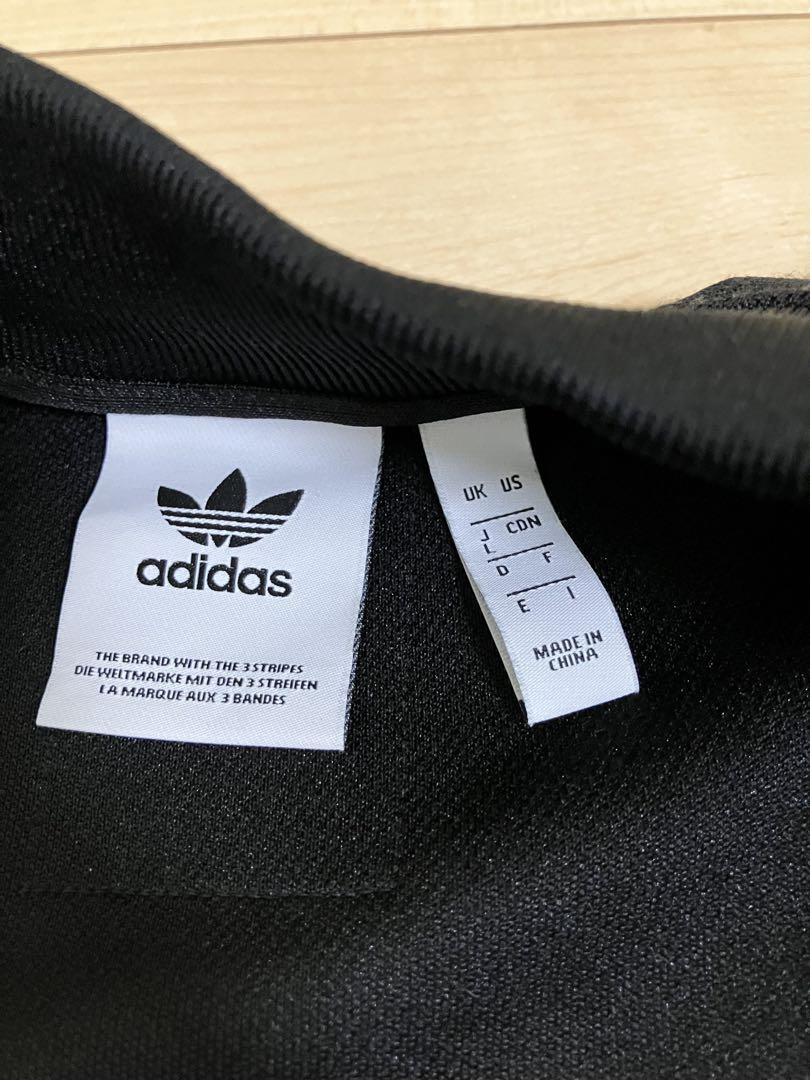 adidas
THE BRAND WITH THE 3 STRIPES
DIE WELTMARKE MIT DEN 3 STREIFEN
LA MARQUE AUX 3 BANDES
UK US
J CDN
L
D F
E I
MADE IN
CHINA